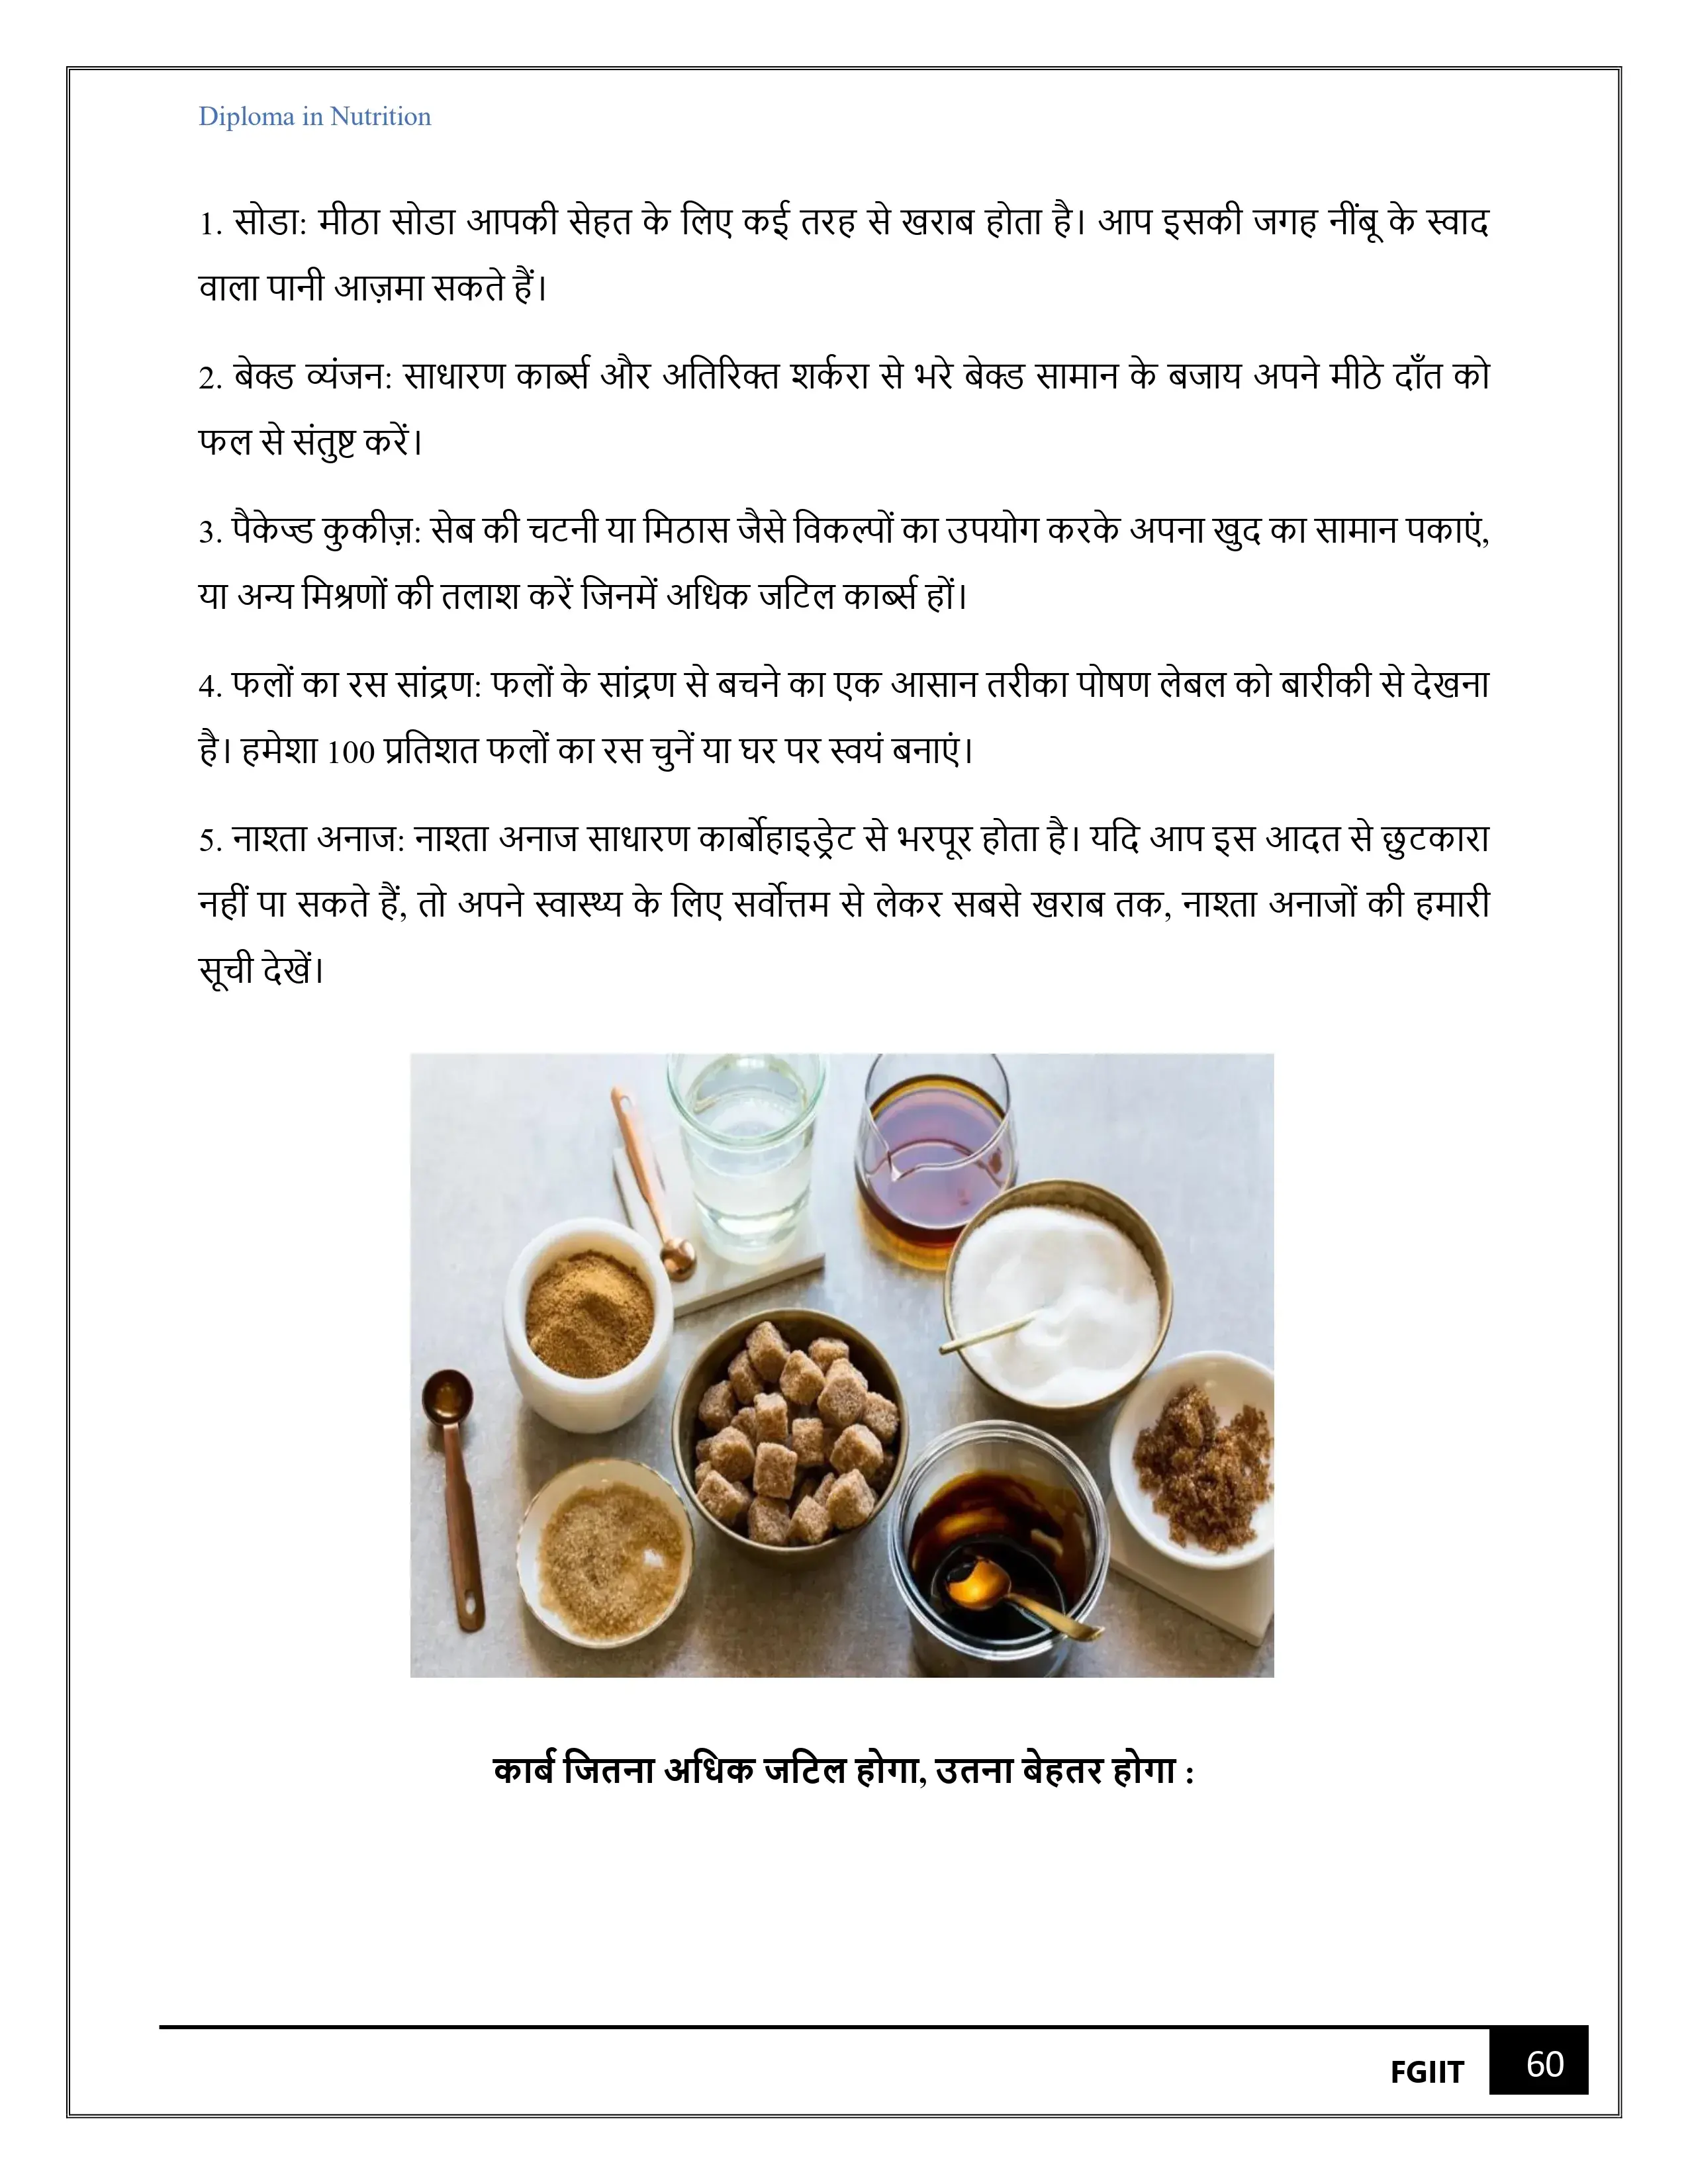 Diploma in Nutrition
1. सोडा: मीठा सोडा आपकी सेहत के लिए कई तरह से खराब होता है। आप इसकी जगह नींबू के स्वाद
वाला पानी आज़मा सकते हैं।
2. बेक्ड व्यंजन: साधारण कार्ब्स और अतिरिक्त शर्करा से भरे बेक्ड सामान के बजाय अपने मीठे दाँत को
फल से संतुष्ट करें।
3. पैकेज्ड कुकीज़: सेब की चटनी या मिठास जैसे विकल्पों का उपयोग करके अपना खुद का सामान पकाएं,
या अन्य मिश्रणों की तलाश करें जिनमें अधिक जटिल कार्ब्स हों।
4. फलों का रस सांद्रण: फलों के सांद्रण से बचने का एक आसान तरीका पोषण लेबल को बारीकी से देखना
है। हमेशा 100 प्रतिशत फलों का रस चुनें या घर पर स्वयं बनाएं।
5. नाश्ता अनाज: नाश्ता अनाज साधारण कार्बोहाइड्रेट से भरपूर होता है। यदि आप इस आदत से छुटकारा
नहीं पा सकते हैं, तो अपने स्वास्थ्य के लिए सर्वोत्तम से लेकर सबसे खराब तक, नाश्ता अनाजों की हमारी
सूची देखें।
कार्ब जितना अधिक जटिल होगा, उतना बेहतर होगा :
FGIIT 60